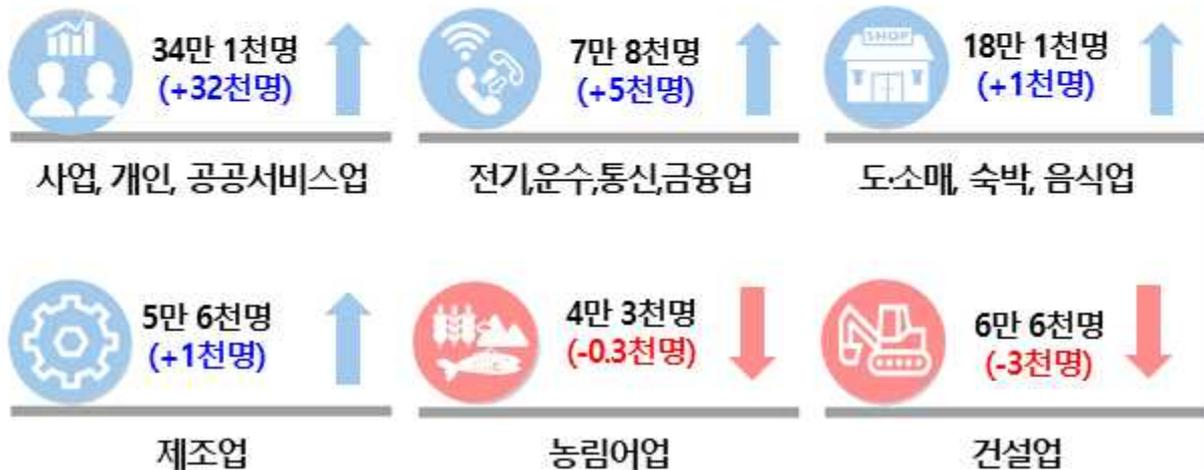 34만 1천명
(+32천명)
사업, 개인, 공공서비스업
7만 8천명
(+5천명)
전기,운수,통신,금융업
SHOP
18만 1천명
(+1천명)
도·소매, 숙박, 음식업
5만 6천명
(+1천명)
제조업
4만 3천명
(-0.3천명)
농림어업
6만 6천명
(-3천명)
건설업